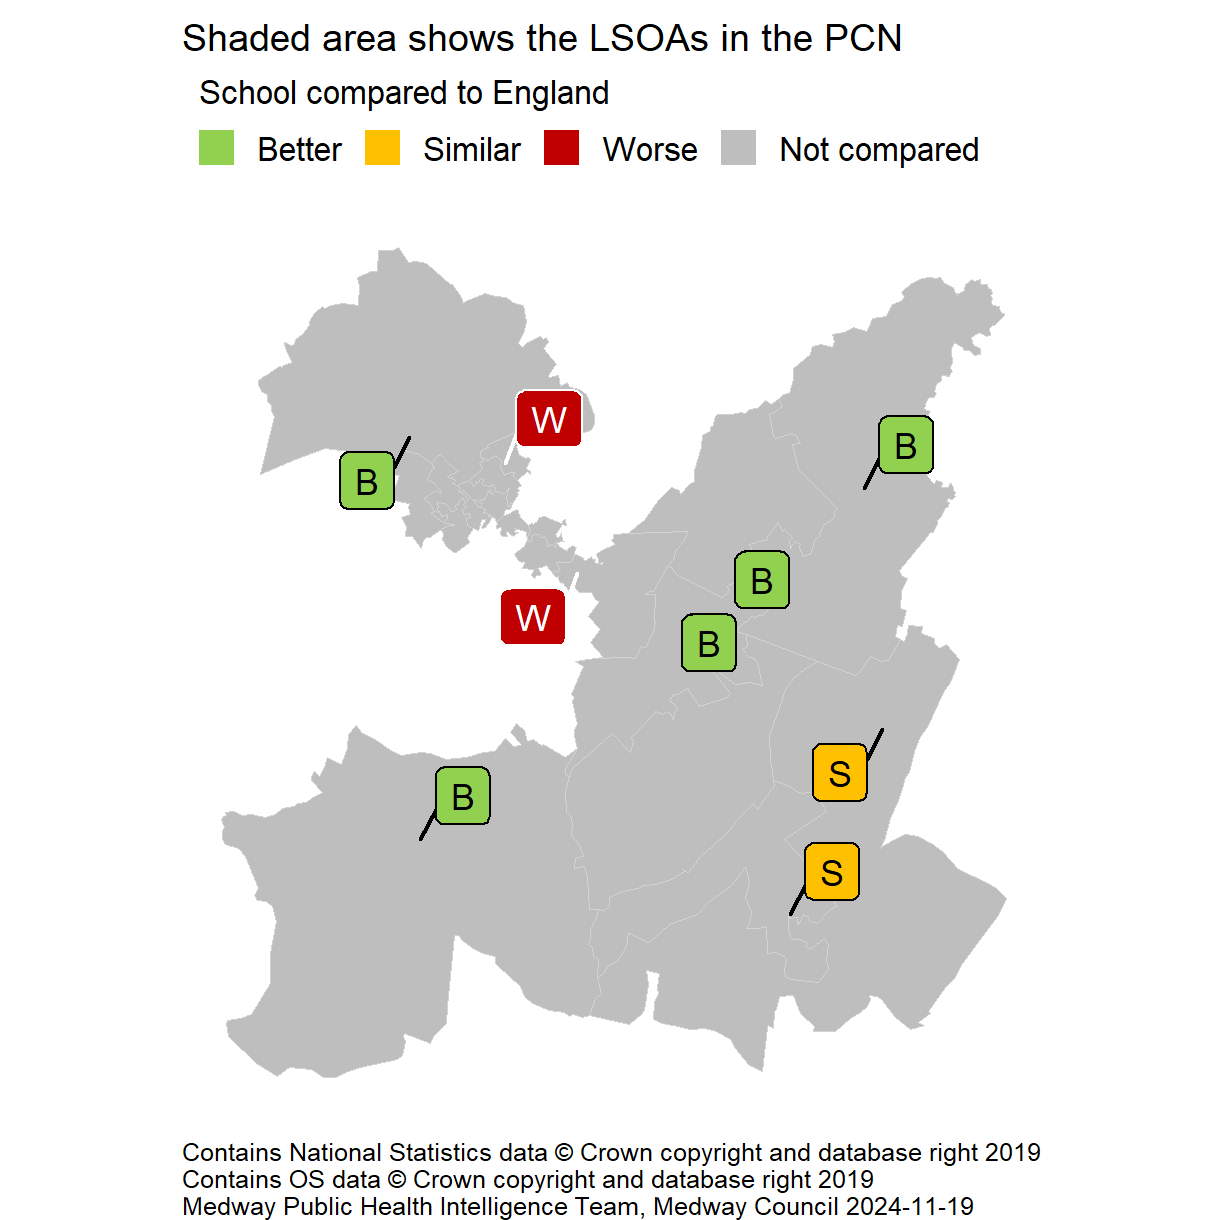 Shaded area shows the LSOAs in the PCN
School compared to England
Better Similar Worse Not compared
W
B
B
B
W
B
S
B
S
Contains National Statistics data © Crown copyright and database right 2019
Contains OS data © Crown copyright and database right 2019
Medway Public Health Intelligence Team, Medway Council 2024-11-19